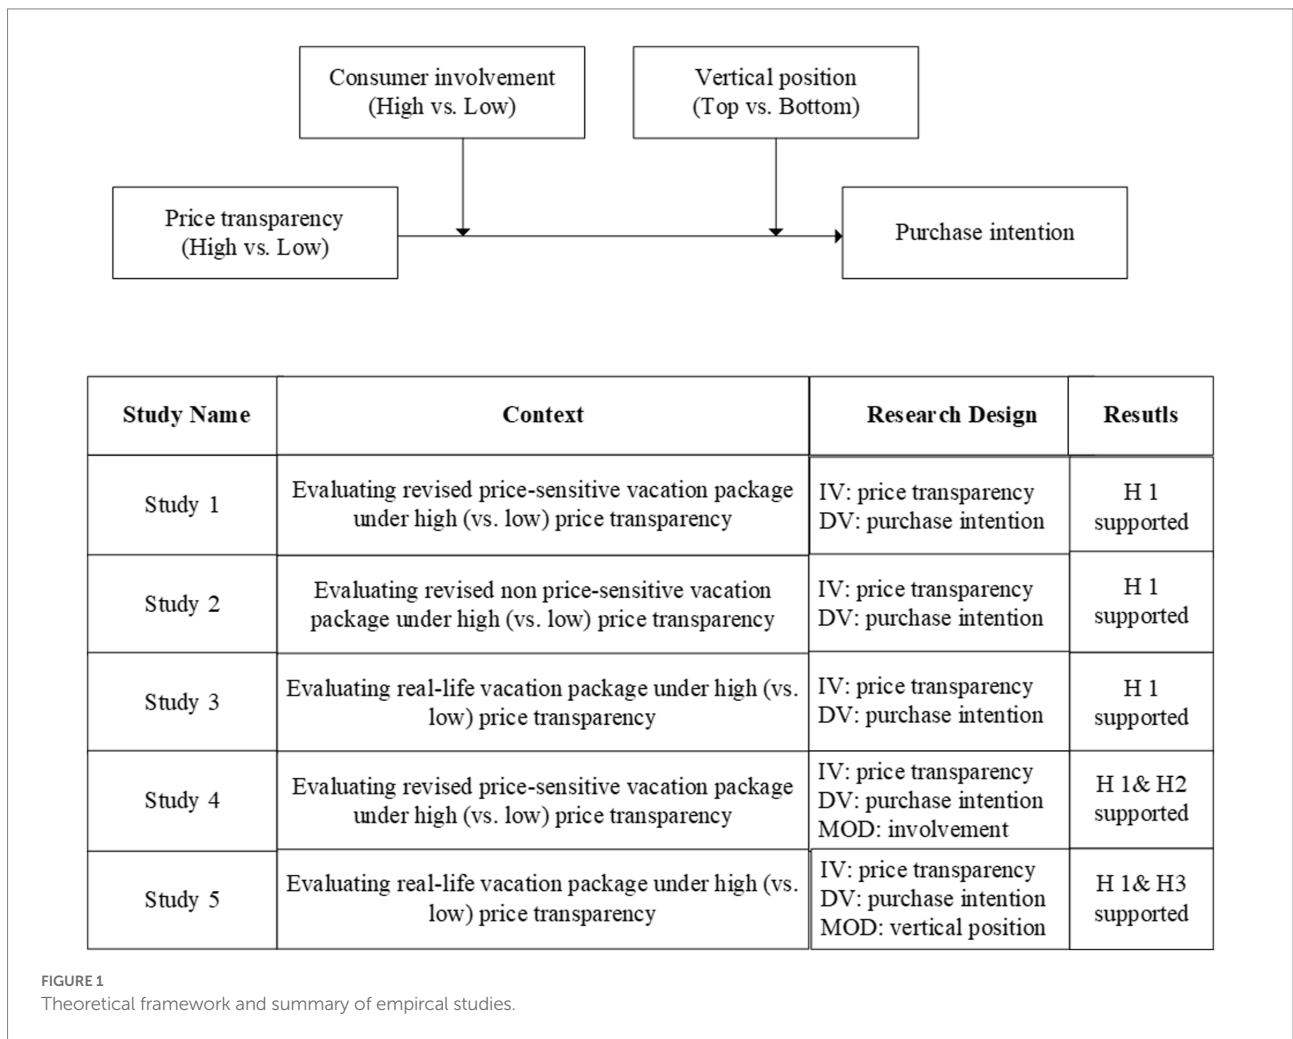 Consumer involvement
(High vs. Low)
Vertical position
(Top vs. Bottom)
Price transparency
(High vs. Low)
Purchase intention
Study Name
Context
Research Design
Resutls
Study 1
Evaluating revised price-sensitive vacation package
under high (vs. low) price transparency
IV: price transparency
DV: purchase intention
H 1
supported
Study 2
Evaluating revised non price-sensitive vacation
package under high (vs. low) price transparency
IV: price transparency
DV: purchase intention
H 1
supported
Study 3
Evaluating real-life vacation package under high (vs.
low) price transparency
IV: price transparency
DV: purchase intention
H 1
supported
Study 4
Evaluating revised price-sensitive vacation package
under high (vs. low) price transparency
IV: price transparency
DV: purchase intention
MOD: involvement
H 1& H2
supported
Study 5
Evaluating real-life vacation package under high (vs.
low) price transparency
IV: price transparency
DV: purchase intention
MOD: vertical position
H 1& H3
supported
FIGURE 1
Theoretical framework and summary of empircal studies.